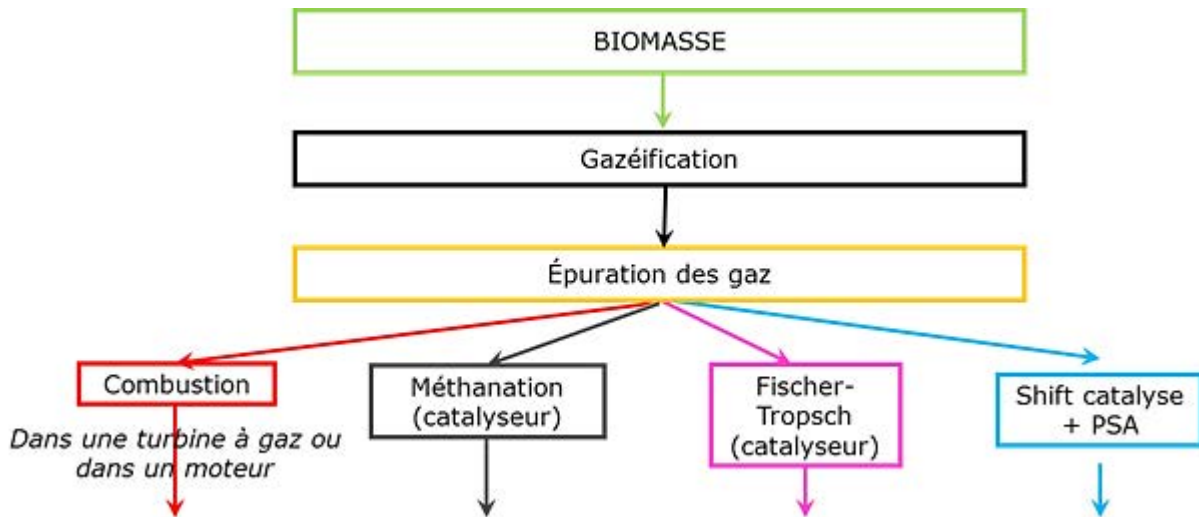 BIOMASSE
Gazéification
Épuration des gaz
Combustion
Dans une turbine à gaz ou
dans un moteur
Méthanation
(catalyseur)
Fischer-
Tropsch
(catalyseur)
Shift catalyse
+ PSA